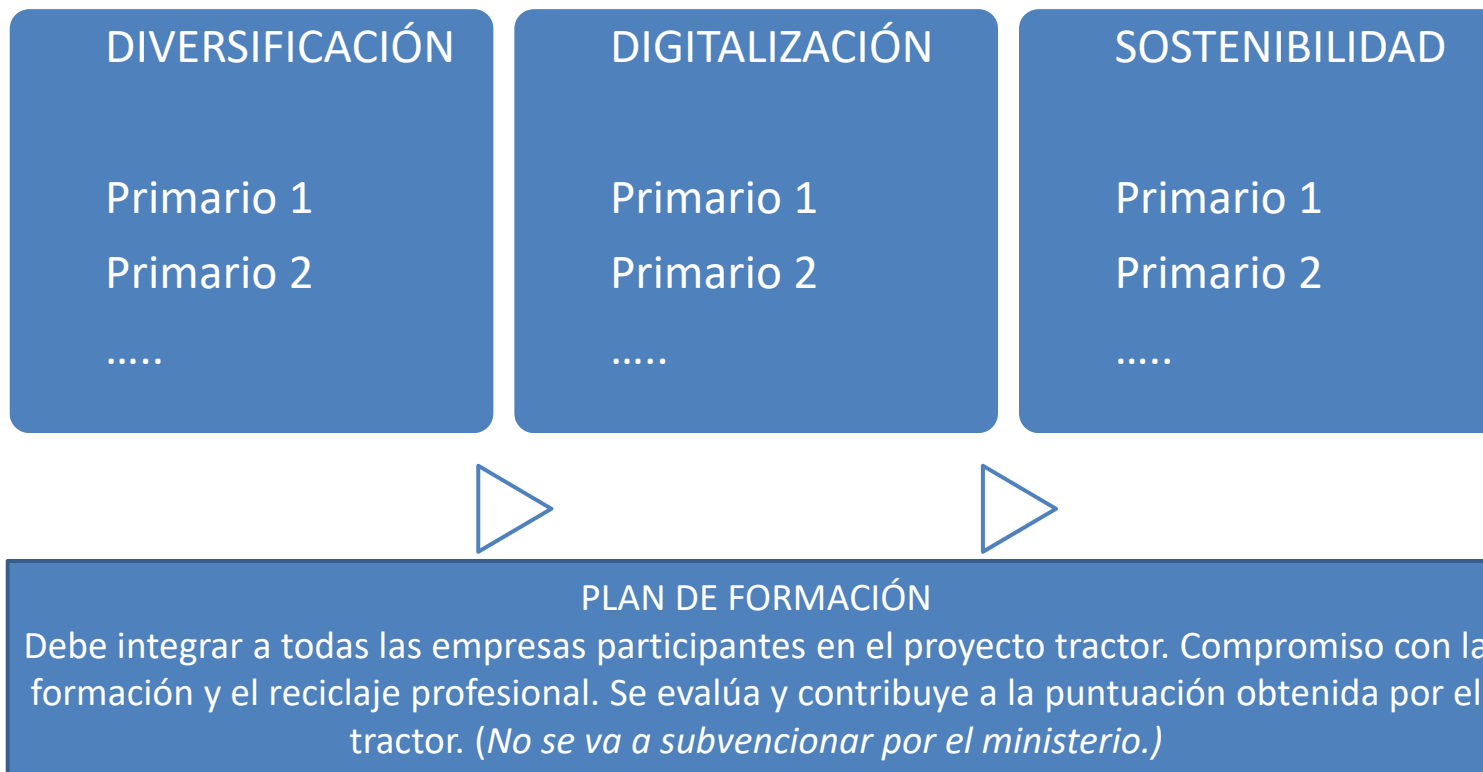 DIVERSIFICACIÓN
Primario 1
Primario 2
.....
DIGITALIZACIÓN
Primario 1
Primario 2
.....
SOSTENIBILIDAD
Primario 1
Primario 2
.....
PLAN DE FORMACIÓN
Debe integrar a todas las empresas participantes en el proyecto tractor. Compromiso con la
formación y el reciclaje profesional. Se evalúa y contribuye a la puntuación obtenida por el
tractor. (No se va a subvencionar por el ministerio.)